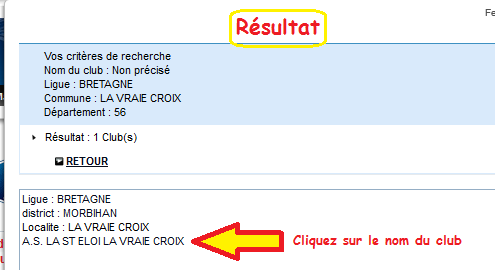 Résultat
Fe
Vos critères de recherche
Nom du club : Non précisé
Ligue : BRETAGNE
Commune : LA VRAIE CROIX
Département : 56
Résultat : 1 Club(s)
RETOUR
Ligue : BRETAGNE
district : MORBIHAN
Localite : LA VRAIE CROIX
A.S. LA ST ELOI LA VRAIE CROIX
Cliquez sur le nom du club